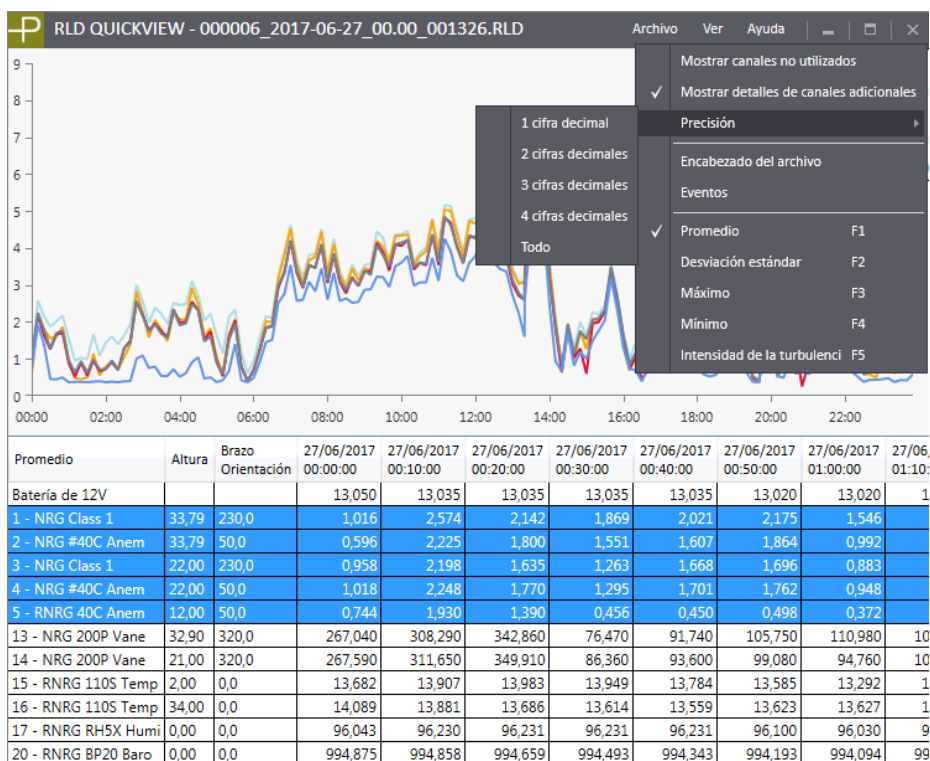 RLD QUICKVIEW - 000006_2017-06-27_00.00_001326.RLD Archivo Ver Ayuda
Mostrar canales no utilizados
✓ Mostrar detalles de canales adicionales
Precisión
1 cifra decimal
2 cifras decimales
3 cifras decimales
4 cifras decimales
Todo
Encabezado del archivo
Eventos
✓ Promedio F1
Desviación estándar F2
Máximo F3
Mínimo F4
Intensidad de la turbulenci F5
9
8
7
6
5
4
3
2
1
0
00:00 02:00 04:00 06:00 08:00 10:00 12:00 14:00 16:00 18:00 20:00 22:00
Promedio Altura Brazo Orientación 27/06/2017 00:00:00 27/06/2017 00:10:00 27/06/2017 00:20:00 27/06/2017 00:30:00 27/06/2017 00:40:00 27/06/2017 00:50:00 27/06/2017 01:00:00 27/06/ 01:10:
Batería de 12V 13,050 13,035 13,035 13,035 13,035 13,020 13,020 1
1 - NRG Class 1 33,79 230,0 1,016 2,574 2,142 1,869 2,021 2,175 1,546
2 - NRG #40C Anem 33,79 50,0 0,596 2,225 1,800 1,551 1,607 1,864 0,992
3 - NRG Class 1 22,00 230,0 0,958 2,198 1,635 1,263 1,668 1,696 0,883
4 - NRG #40C Anem 22,00 50,0 1,018 2,248 1,770 1,295 1,701 1,762 0,948
5 - RNRG 40C Anem 12,00 50,0 0,744 1,930 1,390 0,456 0,450 0,498 0,372
13 - NRG 200P Vane 32,90 320,0 267,040 308,290 342,860 76,470 91,740 105,750 110,980 10
14 - NRG 200P Vane 21,00 320,0 267,590 311,650 349,910 86,360 93,600 99,080 94,760 10
15 - RNRG 110S Temp 2,00 0,0 13,682 13,907 13,983 13,949 13,784 13,585 13,292 1
16 - RNRG 110S Temp 34,00 0,0 14,089 13,881 13,686 13,614 13,559 13,623 13,627 1
17 - RNRG RH5X Humi 0,00 0,0 96,043 96,230 96,231 96,231 96,231 96,100 96,030 9
20 - RNRG BP20 Baro 0,00 0,0 994,875 994,858 994,659 994,493 994,343 994,193 994,094 99